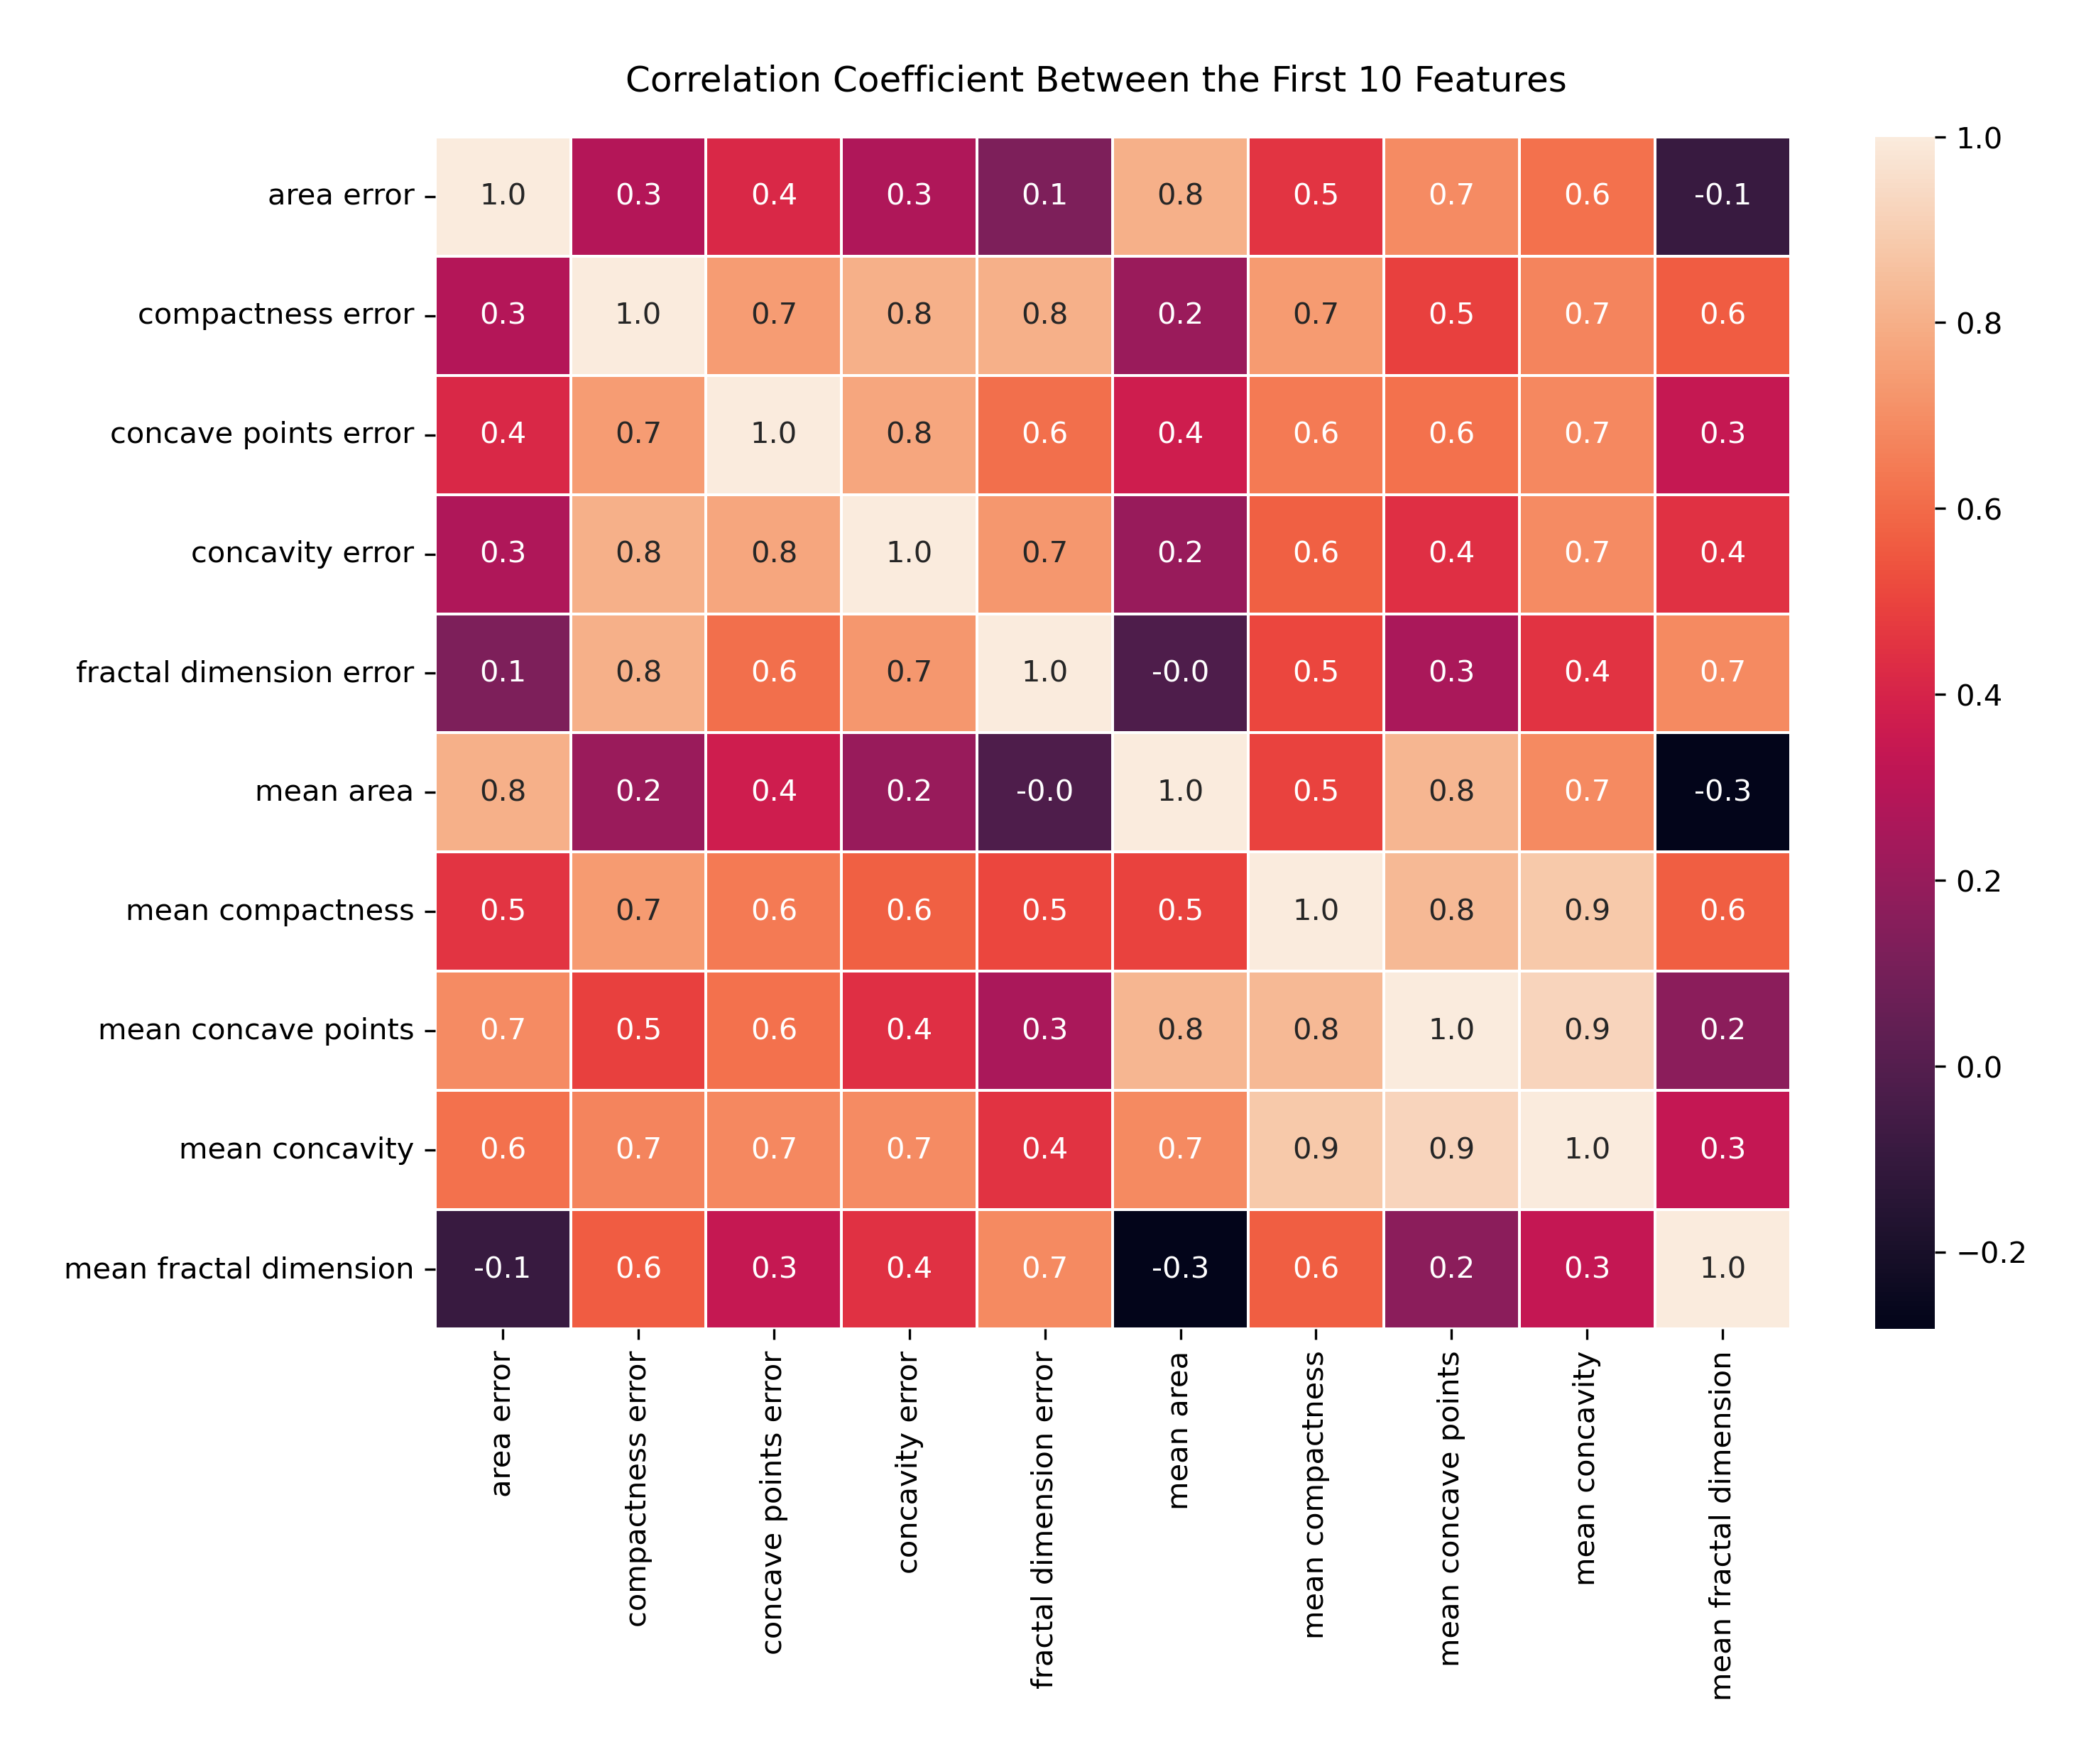 Correlation Coefficient Between the First 10 Features
area error 1.0 0.3 0.4 0.3 0.1 0.8 0.5 0.7 0.6 -0.1
compactness error 0.3 1.0 0.7 0.8 0.8 0.2 0.7 0.5 0.7 0.6
concave points error 0.4 0.7 1.0 0.8 0.6 0.4 0.6 0.6 0.7 0.3
concavity error 0.3 0.8 0.8 1.0 0.7 0.2 0.6 0.4 0.7 0.4
fractal dimension error 0.1 0.8 0.6 0.7 1.0 -0.0 0.5 0.3 0.4 0.7
mean area 0.8 0.2 0.4 0.2 -0.0 1.0 0.5 0.8 0.7 -0.3
mean compactness 0.5 0.7 0.6 0.6 0.5 0.5 1.0 0.8 0.9 0.6
mean concave points 0.7 0.5 0.6 0.4 0.3 0.8 0.8 1.0 0.9 0.2
mean concavity 0.6 0.7 0.7 0.7 0.4 0.7 0.9 0.9 1.0 0.3
mean fractal dimension -0.1 0.6 0.3 0.4 0.7 -0.3 0.6 0.2 0.3 1.0
area error
compactness error
concave points error
concavity error
fractal dimension error
mean area
mean compactness
mean concave points
mean concavity
mean fractal dimension
1.0
0.8
0.6
0.4
0.2
0.0
−0.2